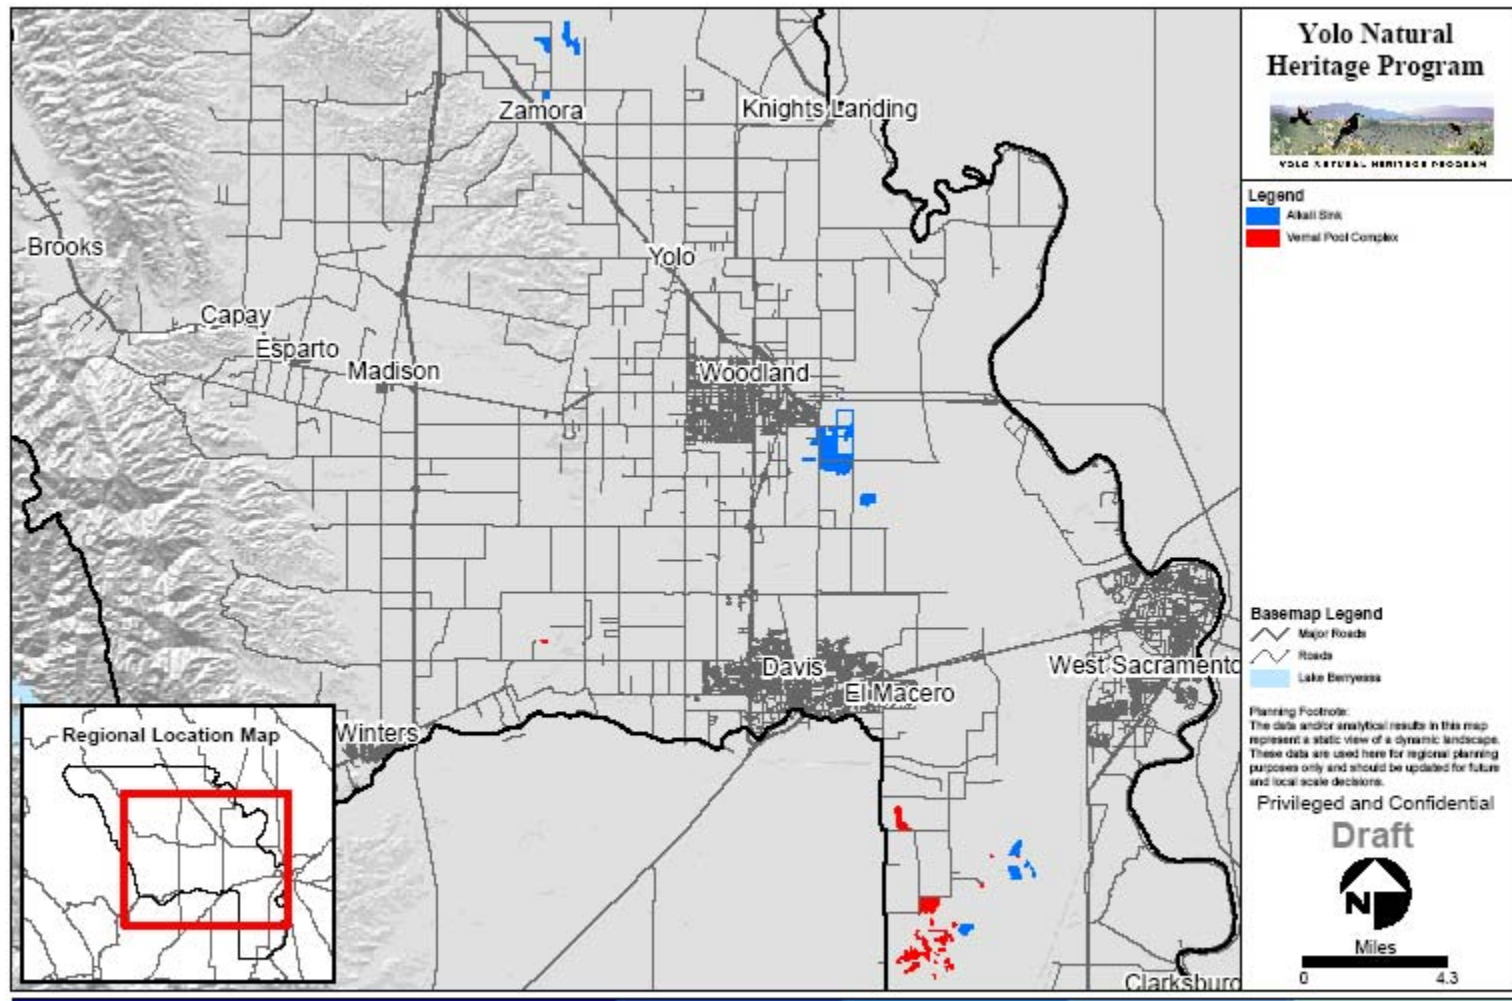 Yolo Natural
Heritage Program
YOLO NATURAL HERITAGE PROGRAM
Legend
Alkali Sink
Vernal Pool Complex
Zamora
Knights Landing
Brooks
Yolo
Capay
Esparto
Madison
Woodland
Davis
El Macero
West Sacramento
Winters
Clarksburg
Regional Location Map
Basemap Legend
Major Roads
Roads
Lake Berryessa
Planning Footnote:
The data and/or analytical results in this map
represent a static view of a dynamic landscape.
These data are used here for regional planning
purposes only and should be updated for future
and local scale decisions.
Privileged and Confidential
Draft
N
Miles
0 4.3